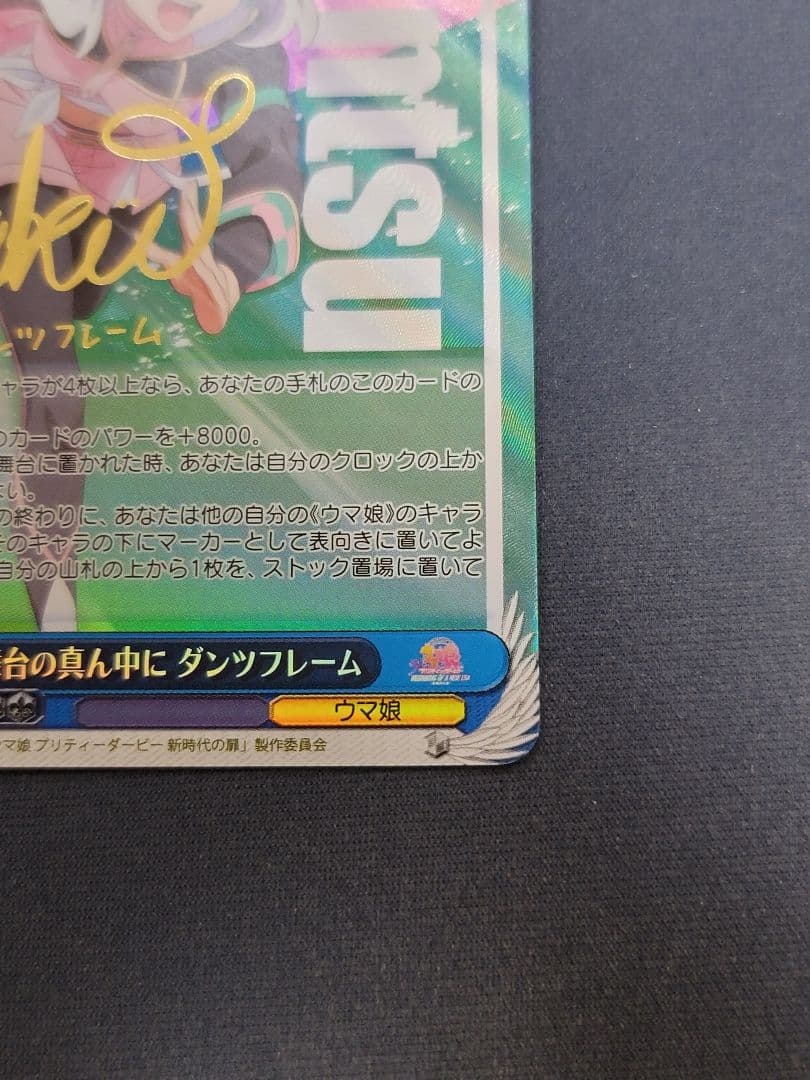 ntsu
ンツフレーム
キャラが4枚以上なら、あなたの手札のこのカードの
のカードのパワーを＋8000。
舞台に置かれた時、あなたは自分のクロックの上か
よい。
の終わりに、あなたは他の自分の《ウマ娘》のキャラ
そのキャラの下にマーカーとして表向きに置いてよ
自分の山札の上から1枚を、ストック置場に置いて
舞台の真ん中に ダンツフレーム
ウマ娘
ウマ娘 プリティーダービー 新時代の扉」製作委員会